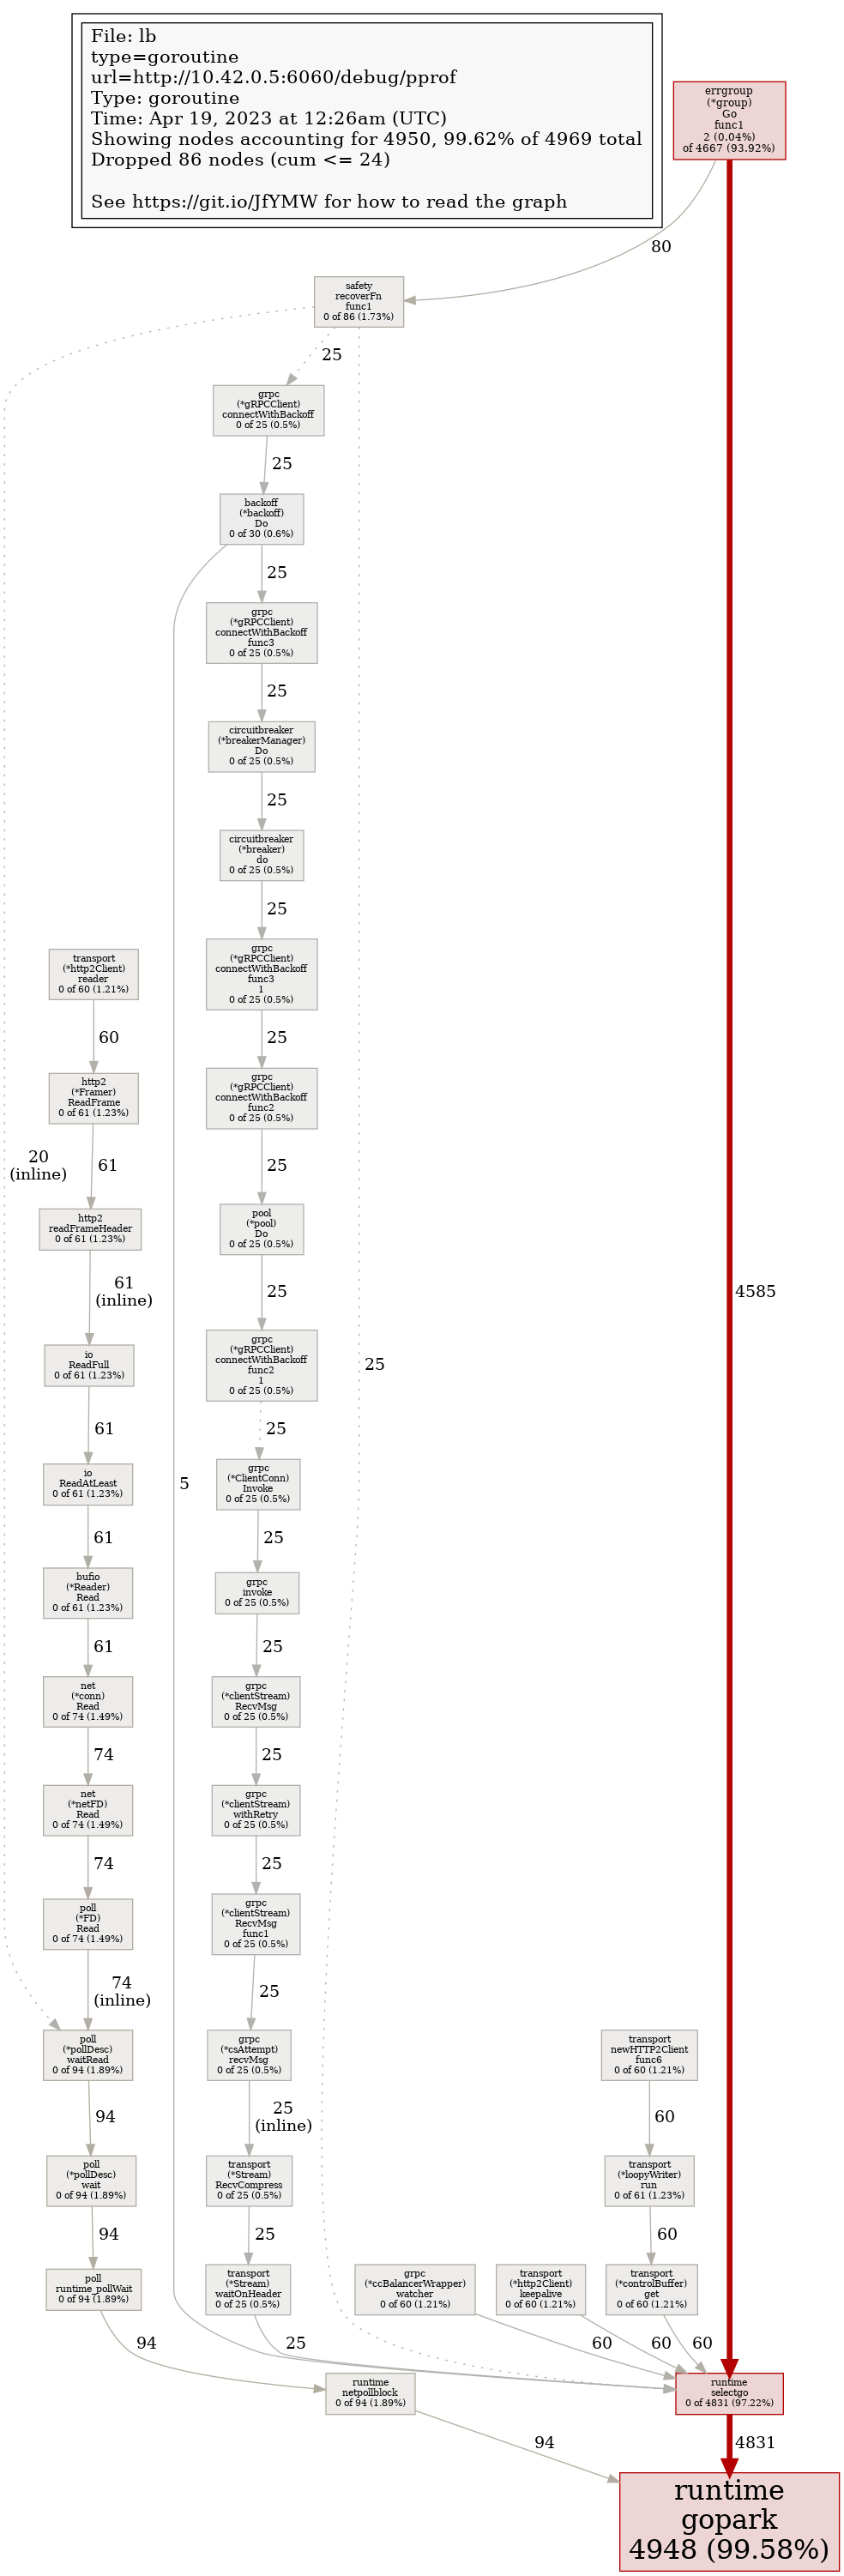 File: lb
type=goroutine
url=http://10.42.0.5:6060/debug/pprof
Type: goroutine
Time: Apr 19, 2023 at 12:26am (UTC)
Showing nodes accounting for 4950, 99.62% of 4969 total
Dropped 86 nodes (cum <= 24)
See https://git.io/JfYMW for how to read the graph
errgroup
(*group)
Go
func1
2 (0.04%)
of 4667 (93.92%)
80
safety
recoverFn
func1
0 of 86 (1.73%)
25
grpc
(*gRPCClient)
connectWithBackoff
0 of 25 (0.5%)
25
backoff
(*backoff)
Do
0 of 30 (0.6%)
25
grpc
(*gRPCClient)
connectWithBackoff
func3
0 of 25 (0.5%)
25
circuitbreaker
(*breakerManager)
Do
0 of 25 (0.5%)
25
circuitbreaker
(*breaker)
do
0 of 25 (0.5%)
25
grpc
(*gRPCClient)
connectWithBackoff
func3
1
0 of 25 (0.5%)
transport
(*http2Client)
reader
0 of 60 (1.21%)
60
25
http2
(*Framer)
ReadFrame
0 of 61 (1.23%)
grpc
(*gRPCClient)
connectWithBackoff
func2
0 of 25 (0.5%)
20
(inline)
61
25
http2
readFrameHeader
0 of 61 (1.23%)
pool
(*pool)
Do
0 of 25 (0.5%)
61
(inline)
25
4585
io
ReadFull
0 of 61 (1.23%)
grpc
(*gRPCClient)
connectWithBackoff
func2
1
0 of 25 (0.5%)
25
61
25
io
ReadAtLeast
0 of 61 (1.23%)
5
grpc
(*ClientConn)
Invoke
0 of 25 (0.5%)
61
25
bufio
(*Reader)
Read
0 of 61 (1.23%)
grpc
invoke
0 of 25 (0.5%)
61
25
net
(*conn)
Read
0 of 74 (1.49%)
grpc
(*clientStream)
RecvMsg
0 of 25 (0.5%)
74
25
net
(*netFD)
Read
0 of 74 (1.49%)
grpc
(*clientStream)
withRetry
0 of 25 (0.5%)
74
25
poll
(*FD)
Read
0 of 74 (1.49%)
grpc
(*clientStream)
RecvMsg
func1
0 of 25 (0.5%)
74
(inline)
25
poll
(*pollDesc)
waitRead
0 of 94 (1.89%)
grpc
(*csAttempt)
recvMsg
0 of 25 (0.5%)
transport
newHTTP2Client
func6
0 of 60 (1.21%)
94
25
(inline)
60
poll
(*pollDesc)
wait
0 of 94 (1.89%)
transport
(*Stream)
RecvCompress
0 of 25 (0.5%)
transport
(*loopyWriter)
run
0 of 61 (1.23%)
94
25
60
poll
runtime_pollWait
0 of 94 (1.89%)
transport
(*Stream)
waitOnHeader
0 of 25 (0.5%)
grpc
(*ccBalancerWrapper)
watcher
0 of 60 (1.21%)
transport
(*http2Client)
keepalive
0 of 60 (1.21%)
transport
(*controlBuffer)
get
0 of 60 (1.21%)
94
25
60
60
60
runtime
netpollblock
0 of 94 (1.89%)
runtime
selectgo
0 of 4831 (97.22%)
94
4831
runtime
gopark
4948 (99.58%)